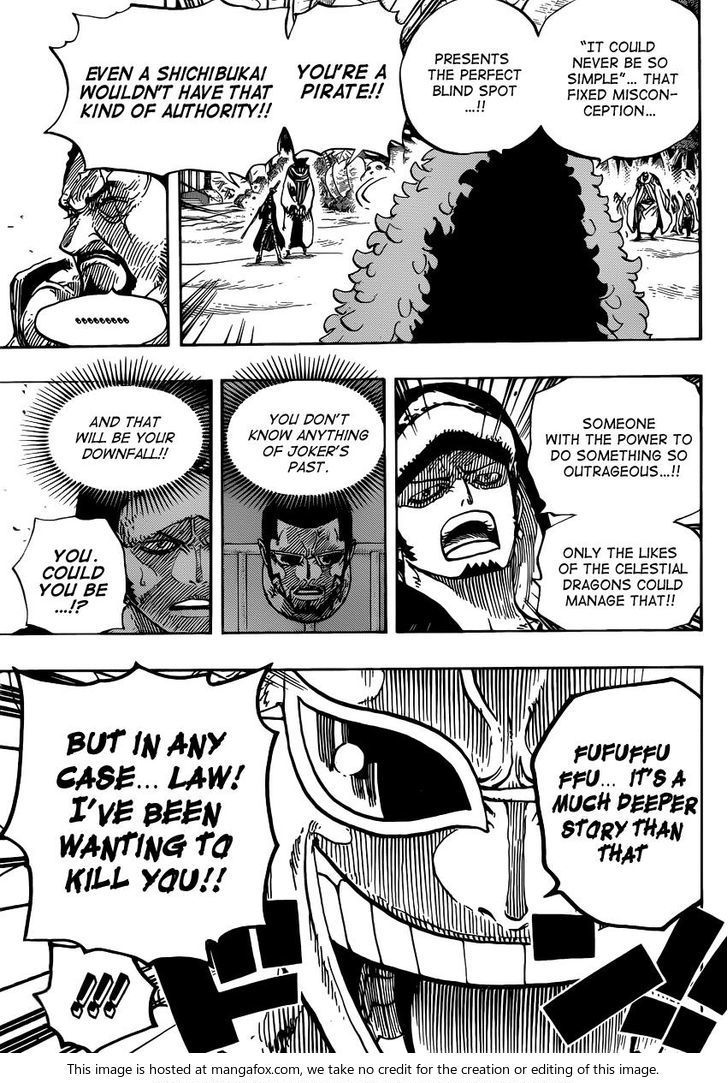 "IT COULD
NEVER BE SO
SIMPLE"... THAT
FIXED MISCON-
CEPTION...
PRESENTS
THE PERFECT
BLIND SPOT
...!!
YOU'RE A
PIRATE!!
EVEN A SHICHIBUKAI
WOULDN'T HAVE THAT
KIND OF AUTHORITY!!
.........
SOMEONE
WITH THE POWER TO
DO SOMETHING SO
OUTRAGEOUS...!!
ONLY THE LIKES
OF THE CELESTIAL
DRAGONS COULD
MANAGE THAT!!
YOU DON'T
KNOW ANYTHING
OF JOKER'S
PAST.
AND THAT
WILL BE YOUR
DOWNFALL!!
YOU.
COULD
YOU BE
...!?
FUFUFFU
FFU... IT'S A
MUCH DEEPER
STORY THAN
THAT
BUT IN ANY
CASE... LAW!
I'VE BEEN
WANTING TO
KILL YOU!!
!!!
ドン
This image is hosted at mangafox.com, we take no credit for the creation or editing of this image.